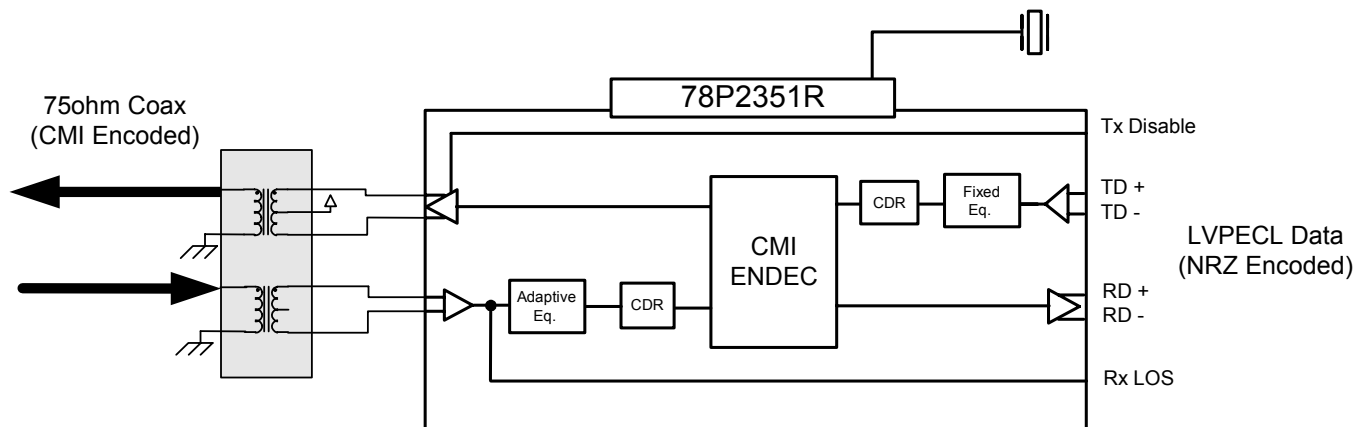 78P2351R
75ohm Coax
(CMI Encoded)
Tx Disable
CDR
Fixed
Eq.
TD +
TD -
CMI
ENDEC
LVPECL Data
(NRZ Encoded)
Adaptive
Eq.
CDR
RD +
RD -
Rx LOS